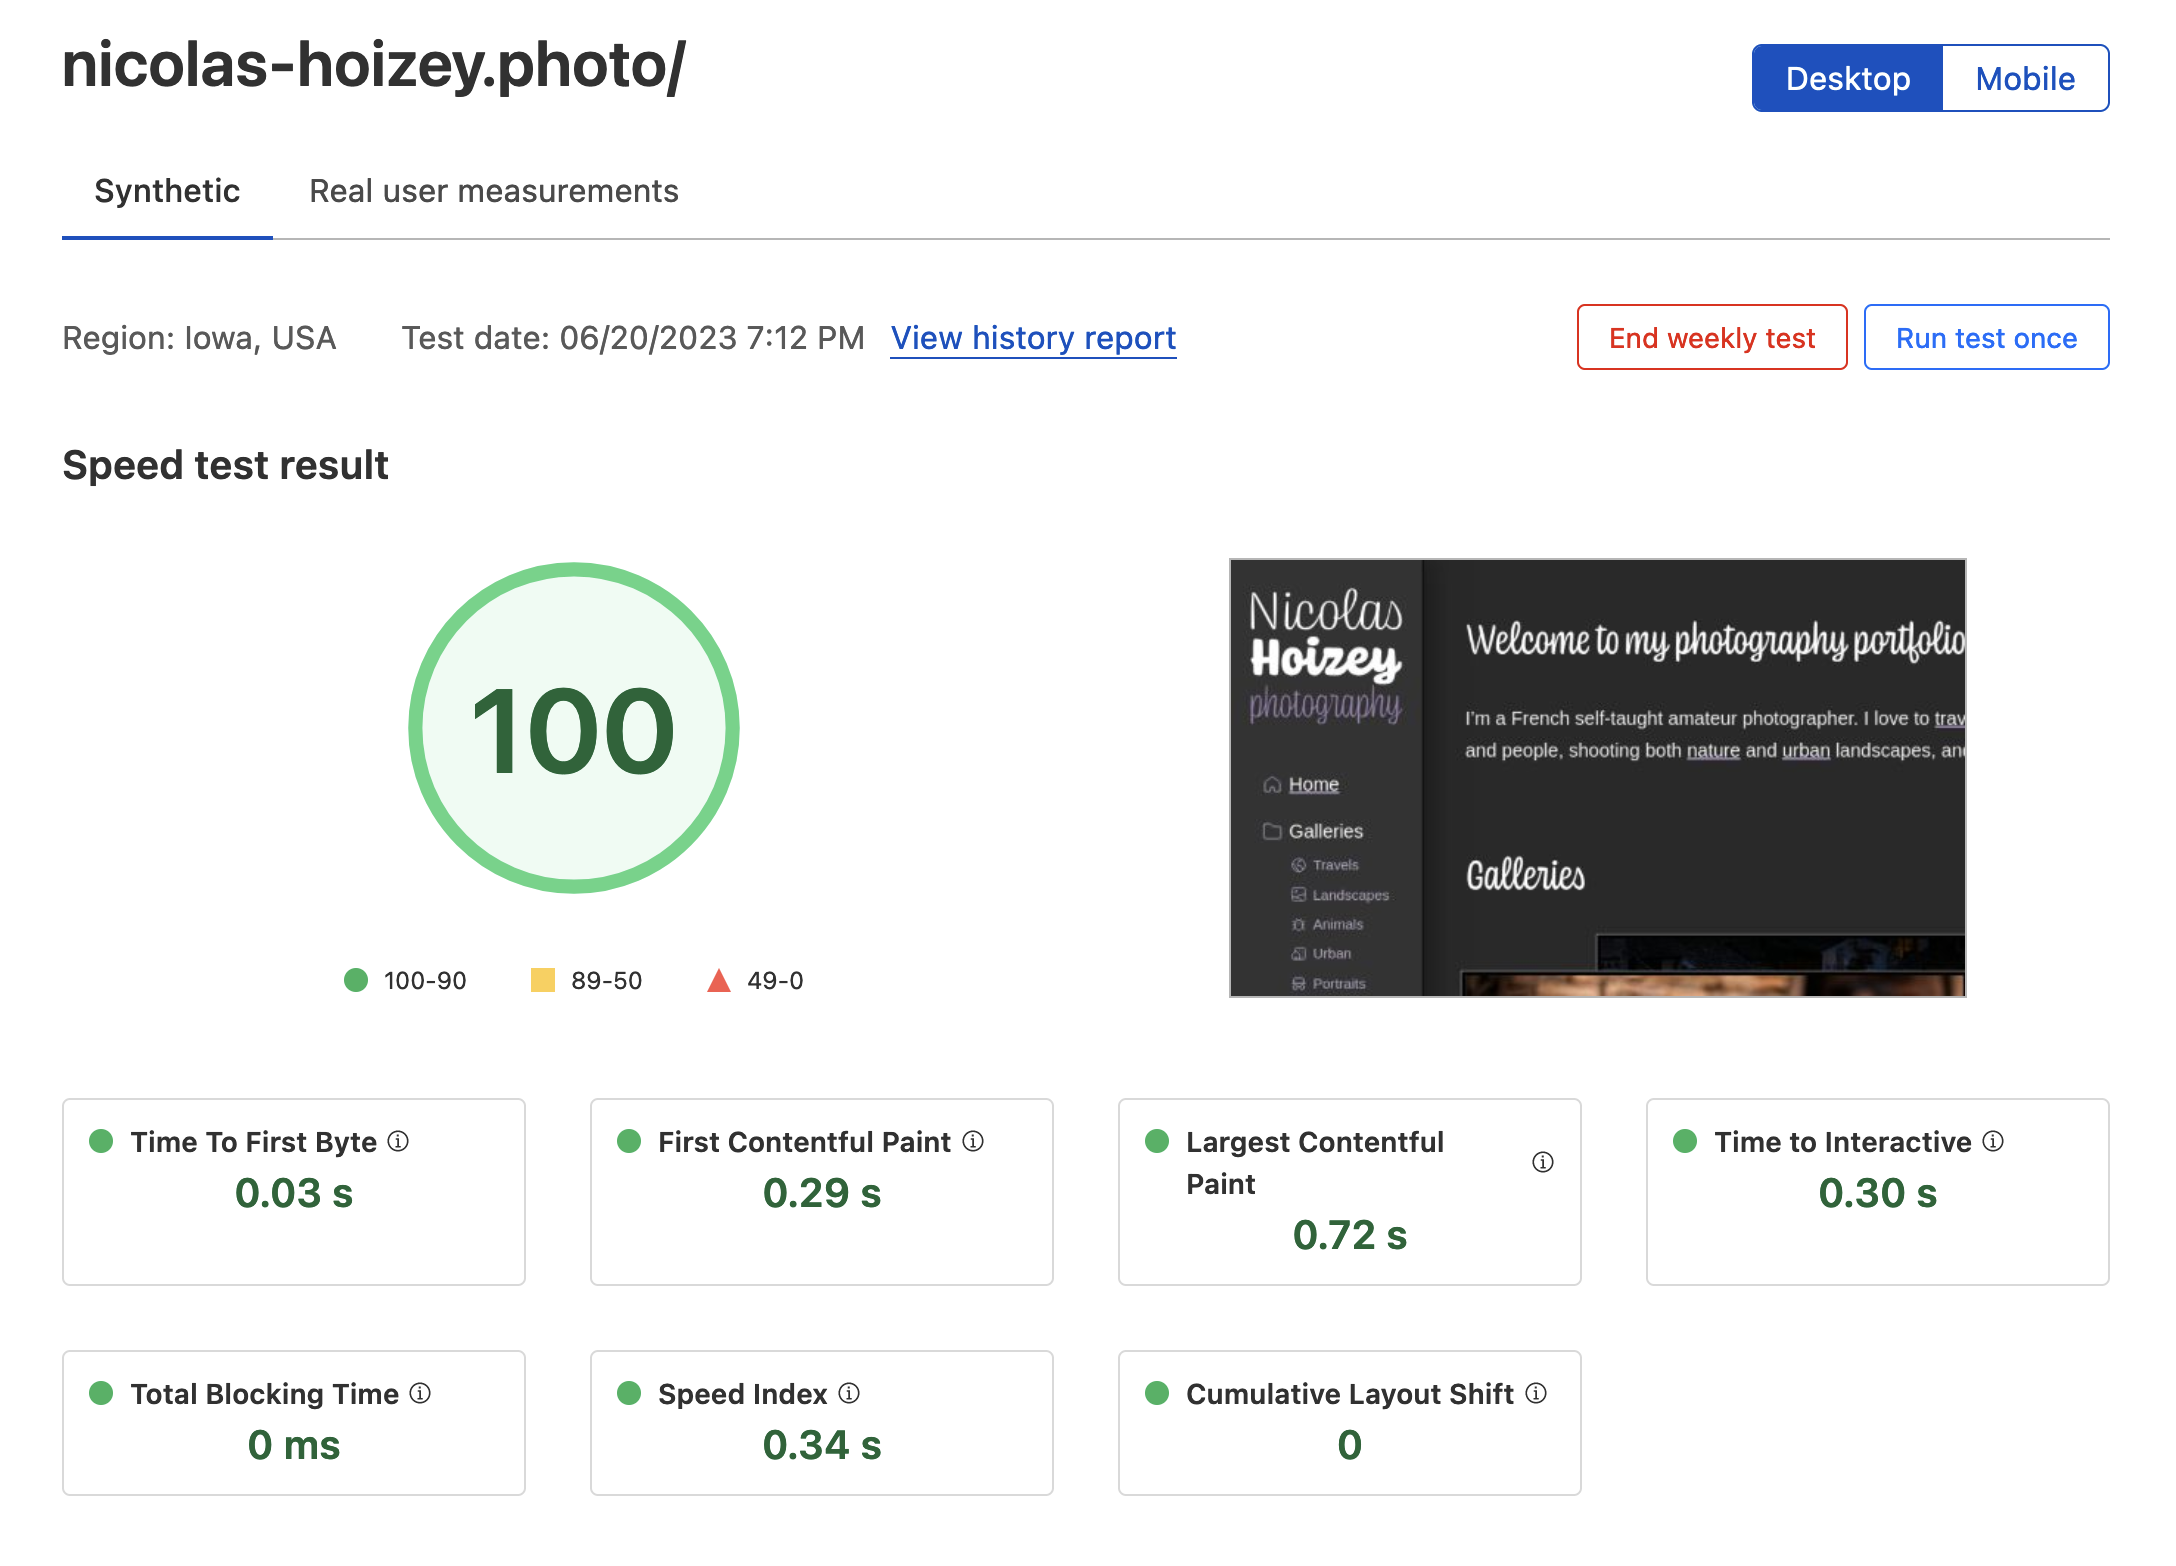 nicolas-hoizey.photo/
Desktop
Mobile
Synthetic
Real user measurements
Region: Iowa, USA
Test date: 06/20/2023 7:12 PM
View history report
End weekly test
Run test once
Speed test result
100
100-90
89-50
49-0
Nicolas
Hoizey
photography
Home
Galleries
Travels
Landscapes
Animals
Urban
Portraits
Welcome to my photography portfolio
I'm a French self-taught amateur photographer. I love to trav
and people, shooting both nature and urban landscapes, an
Galleries
Time To First Byte
0.03 s
First Contentful Paint
0.29 s
Largest Contentful
Paint
0.72 s
Time to Interactive
0.30 s
Total Blocking Time
0 ms
Speed Index
0.34 s
Cumulative Layout Shift
0